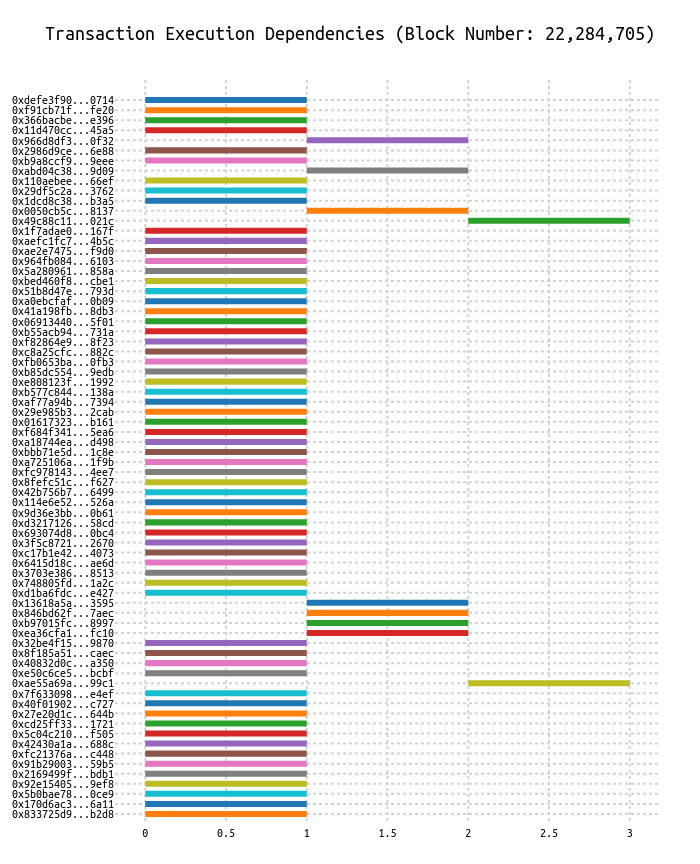 Transaction Execution Dependencies (Block Number: 22,284,705)
0xdefe3f90...0714
0xf91cb71f...fe20
0x366bacbe...e396
0x11d470cc...45a5
0x966d8df3...0f32
0x2986d9ce...6e88
0xb9a8ccf9...9eee
0xabd04c38...9d09
0x110aebee...66ef
0x29df5c2a...3762
0x1dcd8c38...b3a5
0x0050cb5c...8137
0x49c88c11...021c
0x1f7adae0...167f
0xaefc1fc7...4b5c
0xae2e7475...f9d0
0x964fb084...6103
0x5a280961...858a
0xbed460f8...cbe1
0x51b8d47e...793d
0xa0ebcfaf...0b09
0x41a198fb...8db3
0x06913440...5f01
0xb55acb94...731a
0xf82864e9...8f23
0xc8a25cfc...882c
0xfb0653ba...0fb3
0xb85dc554...9edb
0xe808123f...1992
0xb577c844...138a
0xaf77a94b...7394
0x29e985b3...2cab
0x01617323...b161
0xf684f341...5ea6
0xa18744ea...d498
0xbbb71e5d...1c8e
0xa725106a...1f9b
0xfc978143...4ee7
0x8fefc51c...f627
0x42b756b7...6499
0x114e6e52...526a
0x9d36e3bb...0b61
0xd3217126...58cd
0x693074d8...0bc4
0x3f5c8721...2670
0xc17b1e42...4073
0x6415d18c...ae6d
0x3703e386...8513
0x748805fd...1a2c
0xd1ba6fdc...e427
0x13618a5a...3595
0x846bd62f...7aec
0xb97015fc...8997
0xea36cfa1...fc10
0x32be4f15...9870
0x8f185a51...caec
0x40832d0c...a350
0xe50c6ce5...bcbf
0xae55a69a...99c1
0x7f633098...e4ef
0x40f01902...c727
0x27e20d1c...644b
0xcd25ff33...1721
0x5c04c210...f505
0x42430a1a...688c
0xfc21376a...c448
0x91b29003...59b5
0x2169499f...bdb1
0x92e15405...9ef8
0x5b0bae78...0ce9
0x170d6ac3...6a11
0x833725d9...b2d8
0 0.5 1 1.5 2 2.5 3